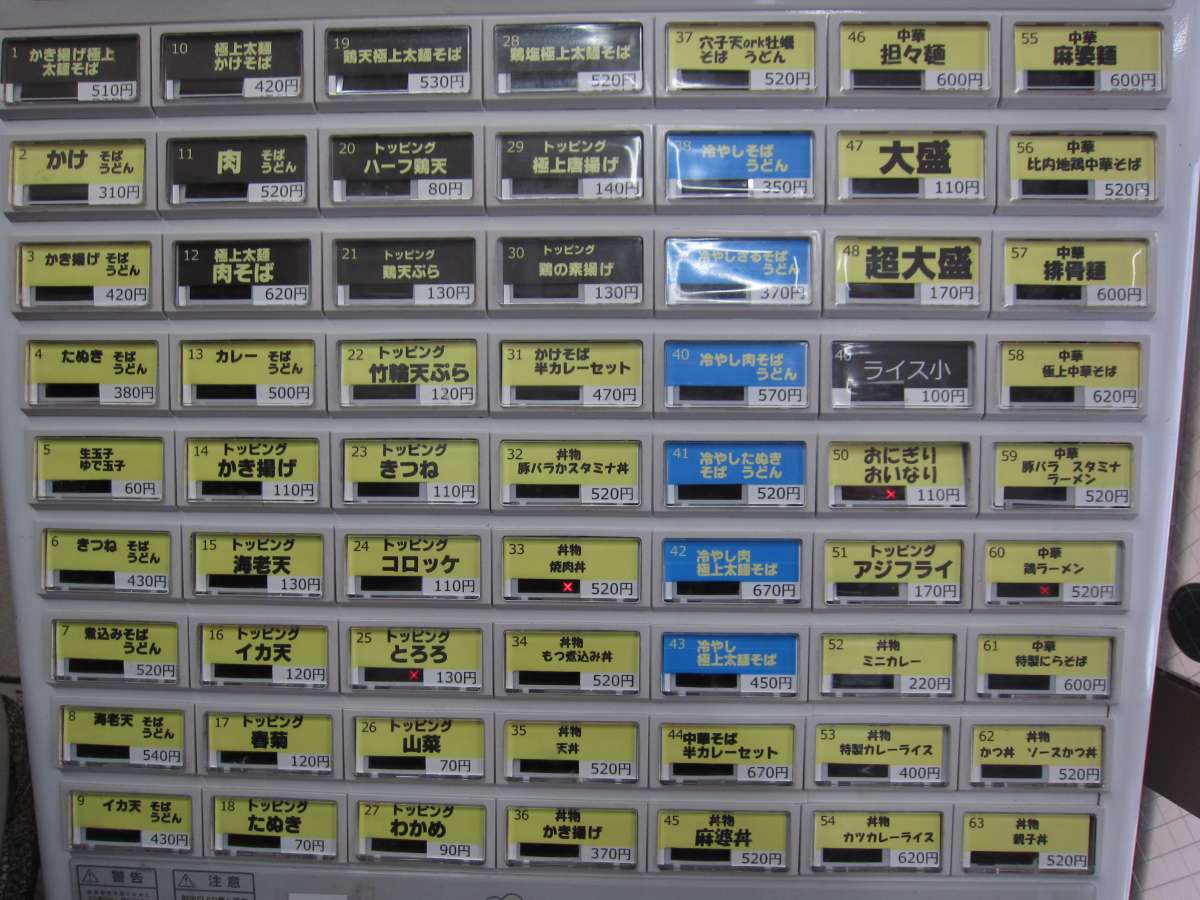 1 かき揚げ極上
太麺そば
510円
10 極上太麺
かけそば
420円
19
鶏天極上太麺そば
530円
28
鶏塩極上太麺そば
520円
37 穴子天ork牡蠣
そば うどん
520円
46 中華
担々麺
600円
55 中華
麻婆麺
600円
2 かけ そば
うどん
310円
11 肉 そば
うどん
520円
20 トッピング
ハーフ鶏天
80円
29 トッピング
極上唐揚げ
140円
38 冷やしそば
うどん
350円
47 大盛
110円
56 中華
比内地鶏中華そば
520円
3 かき揚げ そば
うどん
420円
12 極上太麺
肉そば
620円
21 トッピング
鶏天ぷら
130円
30 トッピング
鶏の素揚げ
130円
冷やしざるそば
うどん
370円
48 超大盛
170円
57 中華
排骨麺
600円
4 たぬき そば
うどん
380円
13 カレー そば
うどん
500円
22 トッピング
竹輪天ぷら
120円
31 かけそば
半カレーセット
470円
40 冷やし肉そば
うどん
570円
49 ライス小
100円
58 中華
極上中華そば
620円
5 生玉子
ゆで玉子
60円
14 トッピング
かき揚げ
110円
23 トッピング
きつね
110円
32 丼物
豚バラかスタミナ丼
520円
41 冷やしたぬき
そば うどん
520円
50 おにぎり
おいなり
110円
59 中華
豚バラ スタミナ
ラーメン
520円
6 きつね そば
うどん
430円
15 トッピング
海老天
130円
24 トッピング
コロッケ
110円
33 丼物
焼肉丼
520円
42 冷やし肉
極上太麺そば
670円
51 トッピング
アジフライ
170円
60 中華
鶏ラーメン
520円
7 煮込みそば
うどん
520円
16 トッピング
イカ天
120円
25 トッピング
とろろ
130円
34 丼物
もつ煮込み丼
520円
43 冷やし
極上太麺そば
450円
52 丼物
ミニカレー
220円
61 中華
特製にらそば
600円
8 海老天 そば
うどん
540円
17 トッピング
春菊
120円
26 トッピング
山菜
70円
35 丼物
天丼
520円
44 中華そば
半カレーセット
670円
53 丼物
特製カレーライス
400円
62 丼物
かつ丼 ソースかつ丼
520円
9 イカ天 そば
うどん
430円
18 トッピング
たぬき
70円
27 トッピング
わかめ
90円
36 丼物
かき揚げ
370円
45 丼物
麻婆丼
520円
54 丼物
カツカレーライス
620円
63 丼物
親子丼
520円
警告
注意